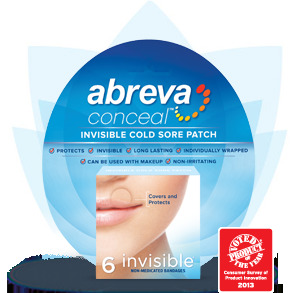 abreva
conceal™
INVISIBLE COLD SORE PATCH
PROTECTS INVISIBLE LONG LASTING INDIVIDUALLY WRAPPED
CAN BE USED WITH MAKEUP NON-IRRITATING
Covers and
Protects
6 invisible
NON-MEDICATED BANDAGES
VOTED
PRODUCT
OF THE YEAR
Consumer Survey of
Product Innovation
2013